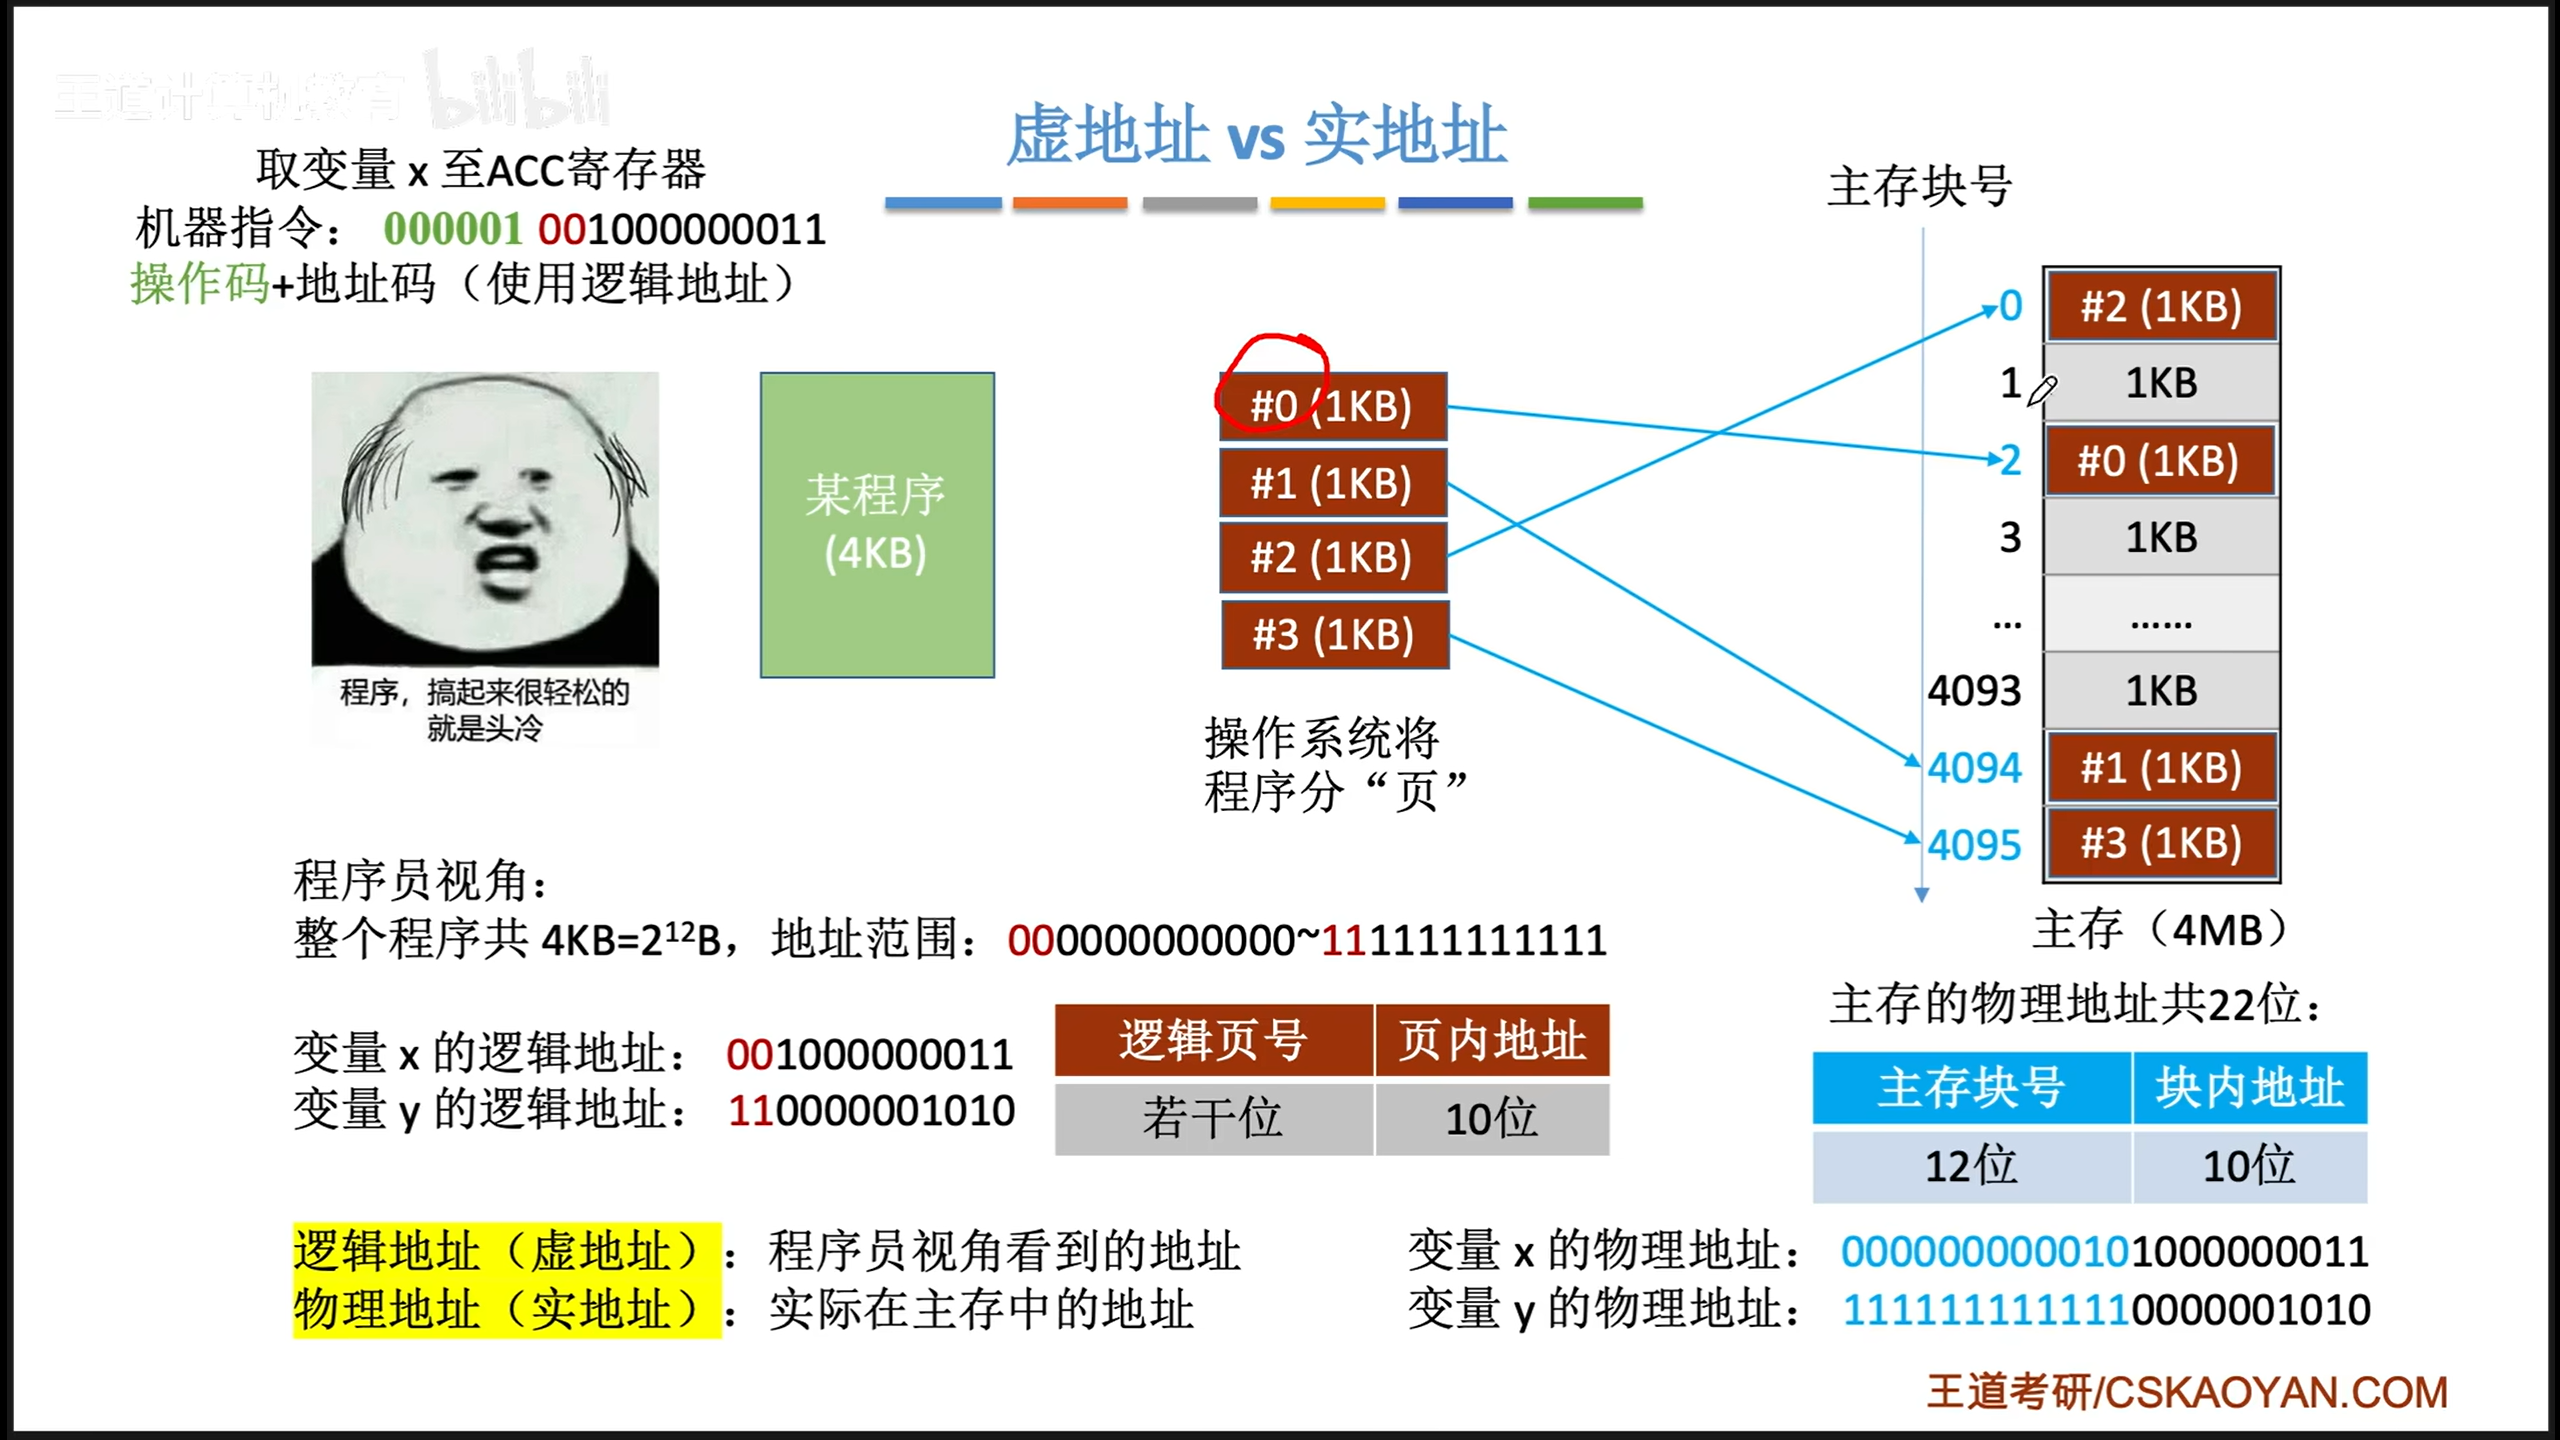 王道计算机教育 bilibili
虚地址 vs 实地址
取变量 x 至ACC寄存器
机器指令： 000001 001000000011
操作码+地址码（使用逻辑地址）
程序，搞起来很轻松的
就是头冷
某程序
(4KB)
#0 (1KB)
#1 (1KB)
#2 (1KB)
#3 (1KB)
操作系统将
程序分“页”
主存块号
0 #2 (1KB)
1 1KB
2 #0 (1KB)
3 1KB
... ......
4093 1KB
4094 #1 (1KB)
4095 #3 (1KB)
主存（4MB）
程序员视角：
整个程序共 4KB=2¹²B，地址范围：000000000000~111111111111
变量 x 的逻辑地址： 001000000011
变量 y 的逻辑地址： 110000001010
逻辑页号 页内地址
若干位 10位
主存的物理地址共22位：
主存块号 块内地址
12位 10位
逻辑地址（虚地址）：程序员视角看到的地址
物理地址（实地址）：实际在主存中的地址
变量 x 的物理地址： 0000000000101000000011
变量 y 的物理地址： 1111111111110000001010
王道考研/CSKAOYAN.COM